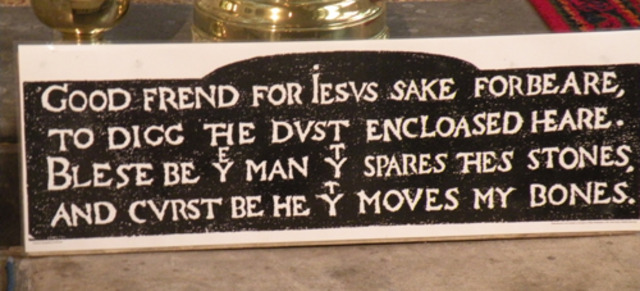 GOOD FREND FOR IESVS SAKE FORBEARE,
TO DIGG THE DVST ENCLOASED HEARE.
BLESE BE YE MAN YT SPARES THES STONES,
AND CVRST BE HE YT MOVES MY BONES.